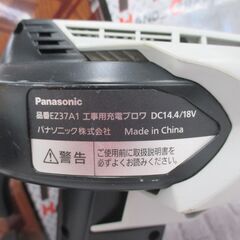 Panasonic
品番EZ37A1 工事用充電ブロワ DC14.4/18V
パナソニック株式会社 Made in China
警告
ご使用前に取扱説明書を
必ずよくお読みください。